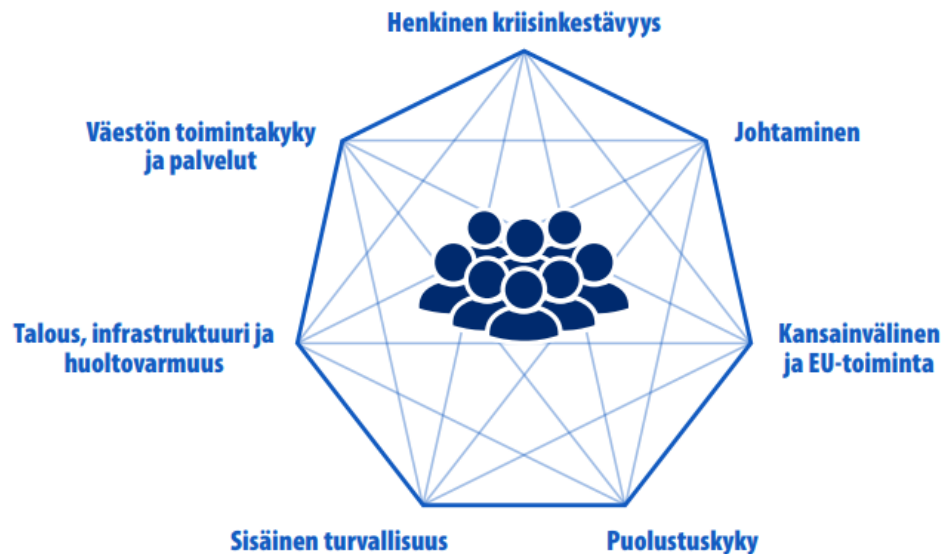 Henkinen kriisinkestävyys
Väestön toimintakyky
ja palvelut
Johtaminen
Talous, infrastruktuuri ja
huoltovarmuus
Kansainvälinen
ja EU-toiminta
Sisäinen turvallisuus
Puolustuskyky